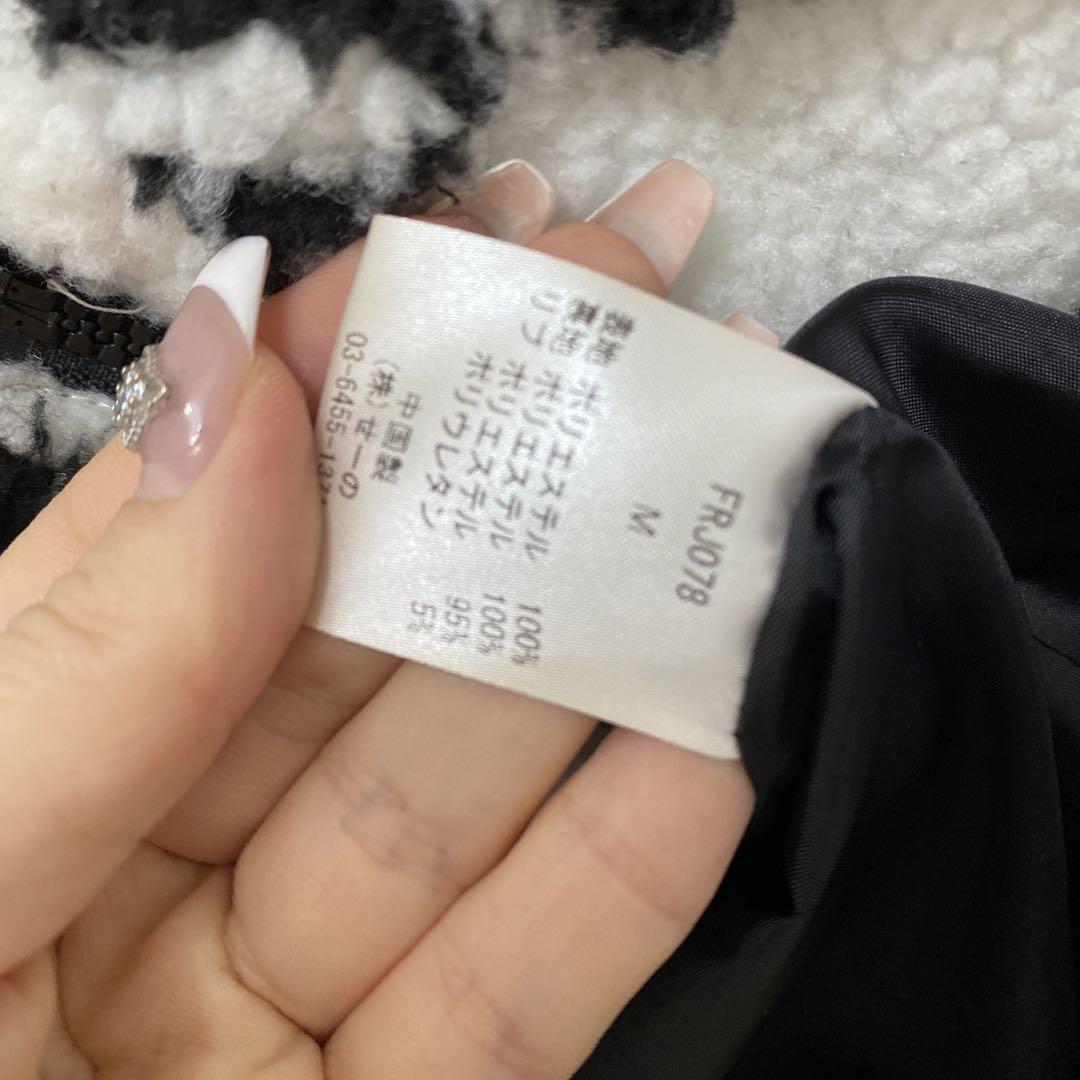 FRJ078
M
表地 ポリエステル 100%
裏地 ポリエステル 100%
リブ ポリエステル 95%
ポリウレタン 5%
中国製
(株)せーの
03-6455-13